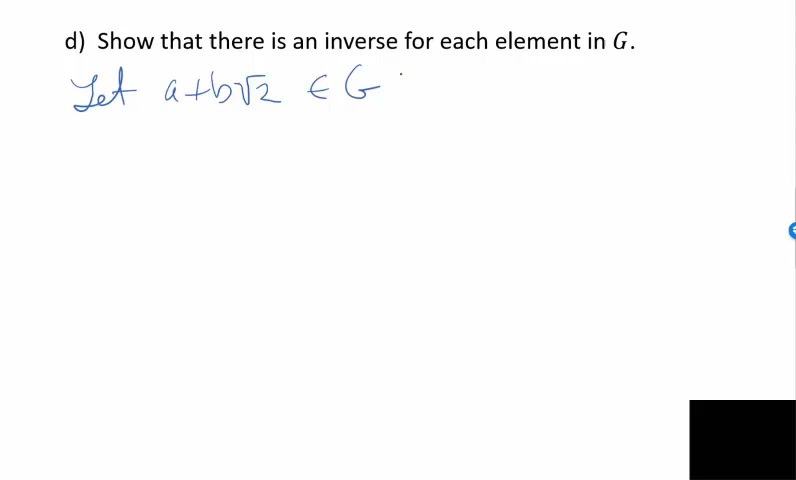 d) Show that there is an inverse for each element in G.
Let a+b√2 ∈ G